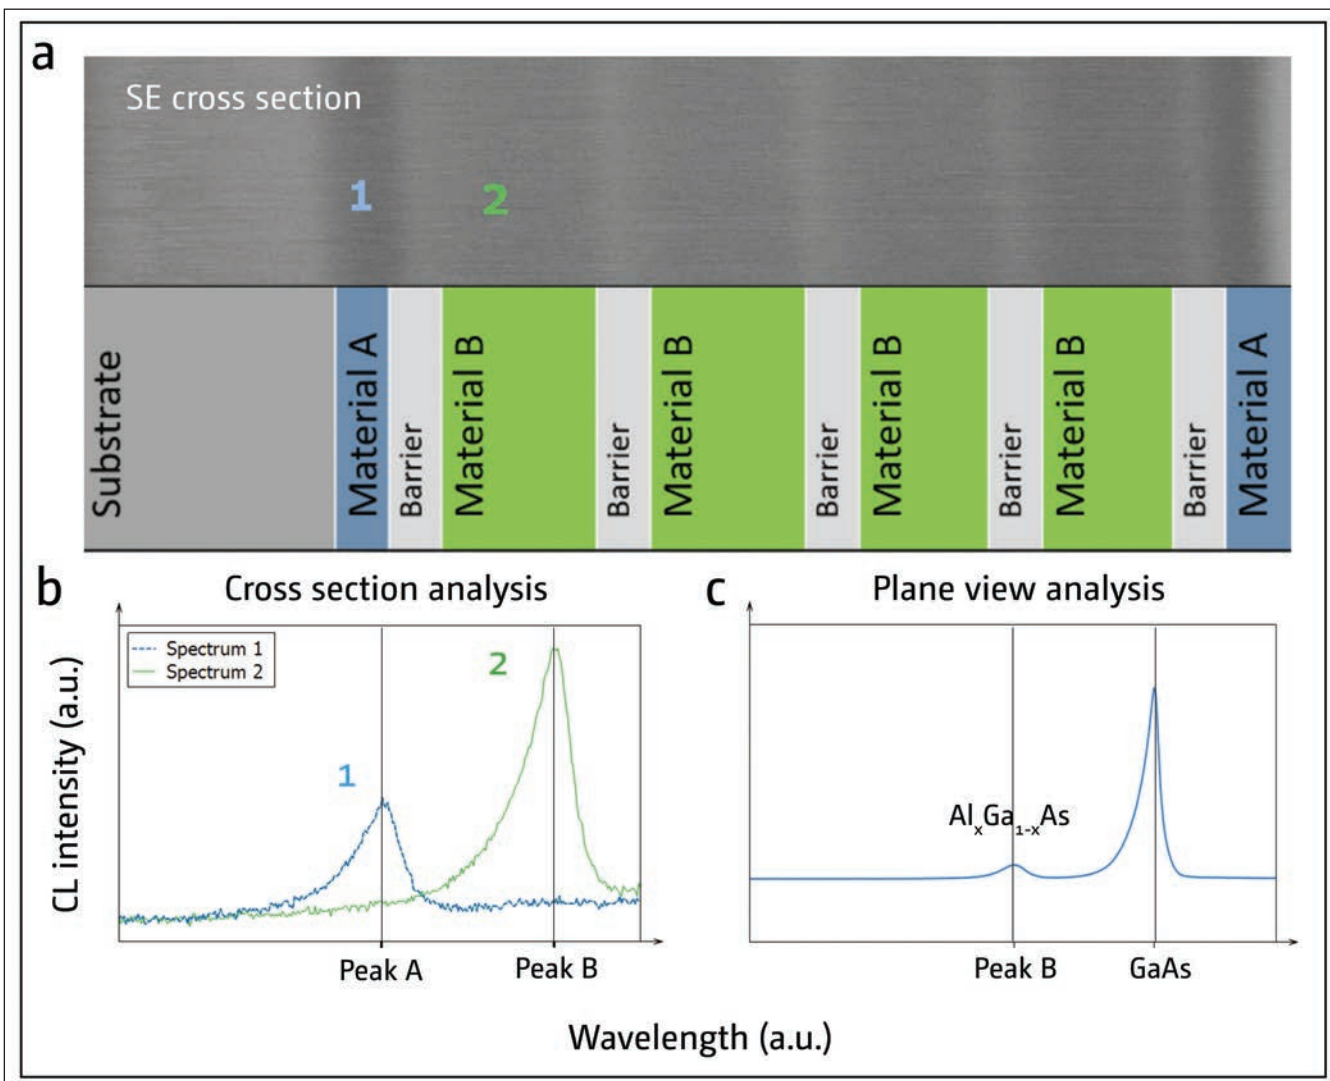 a
SE cross section
1
2
Substrate
Material A
Barrier
Material B
Barrier
Material B
Barrier
Material B
Barrier
Material B
Barrier
Material A
b
Cross section analysis
Spectrum 1
Spectrum 2
1
2
CL intensity (a.u.)
Peak A
Peak B
c
Plane view analysis
AlₓGa₁₋ₓAs
Peak B
GaAs
Wavelength (a.u.)